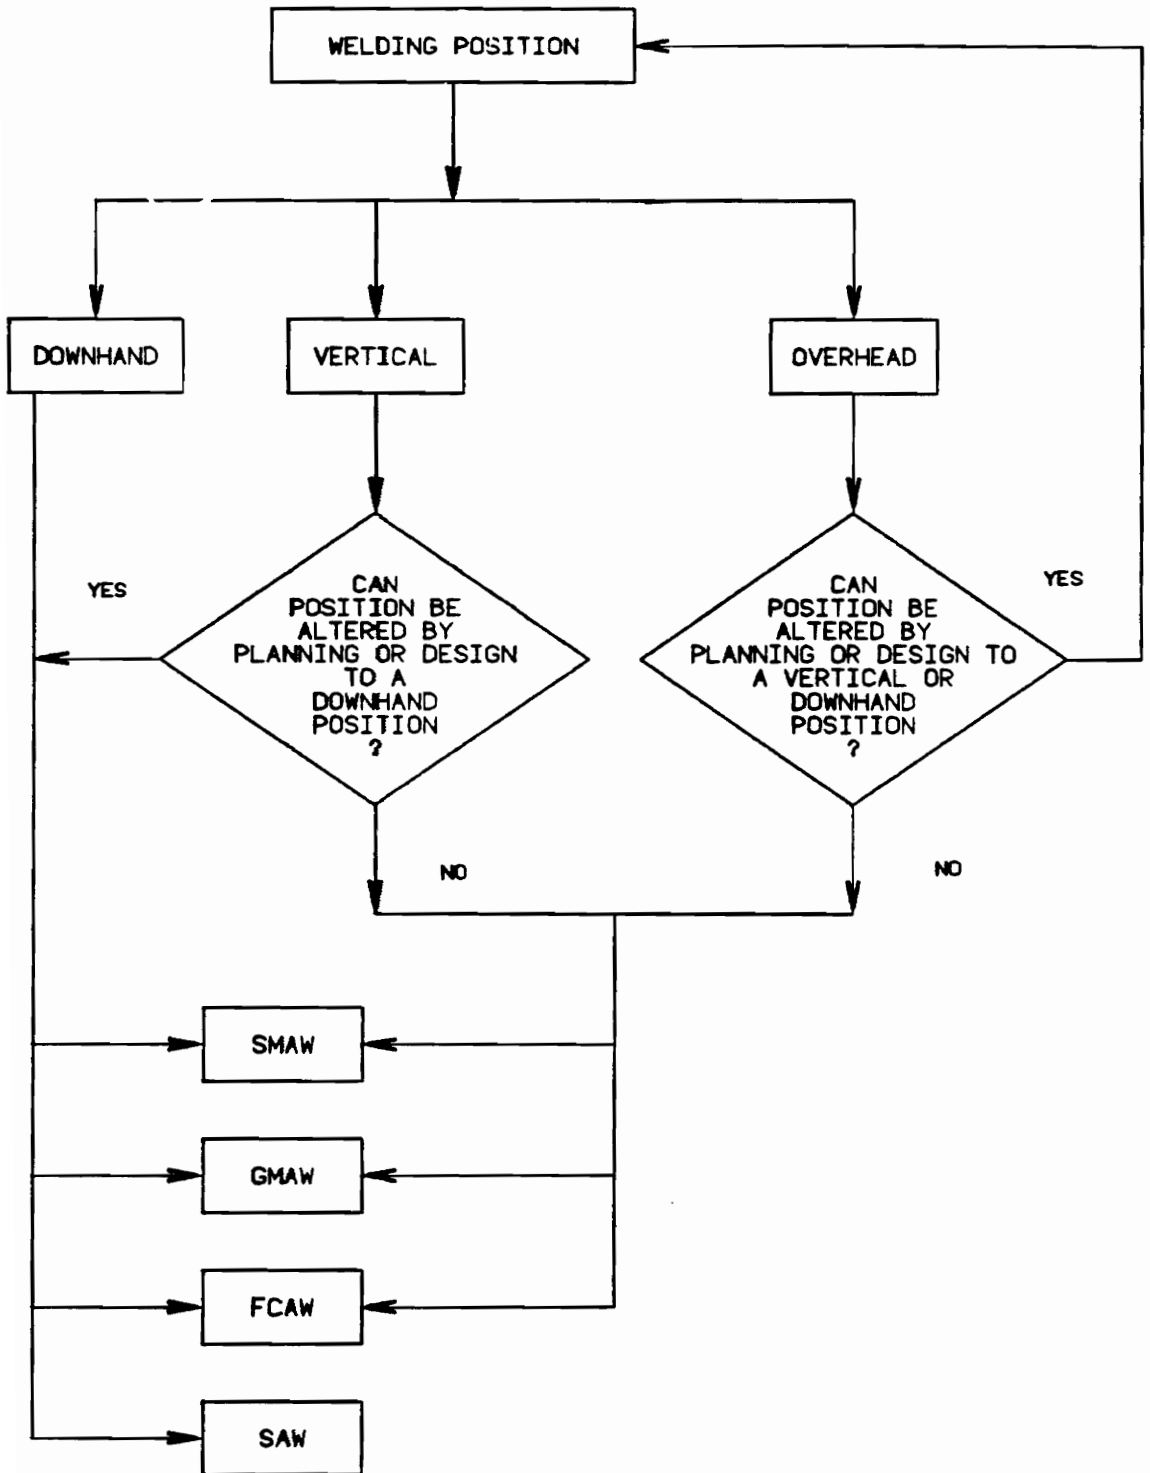 WELDING POSITION
DOWNHAND
VERTICAL
OVERHEAD
YES
CAN
POSITION BE
ALTERED BY
PLANNING OR DESIGN
TO A
DOWNHAND
POSITION
?
CAN
POSITION BE
ALTERED BY
PLANNING OR DESIGN TO
A VERTICAL OR
DOWNHAND
POSITION
?
YES
NO
NO
SMAW
GMAW
FCAW
SAW